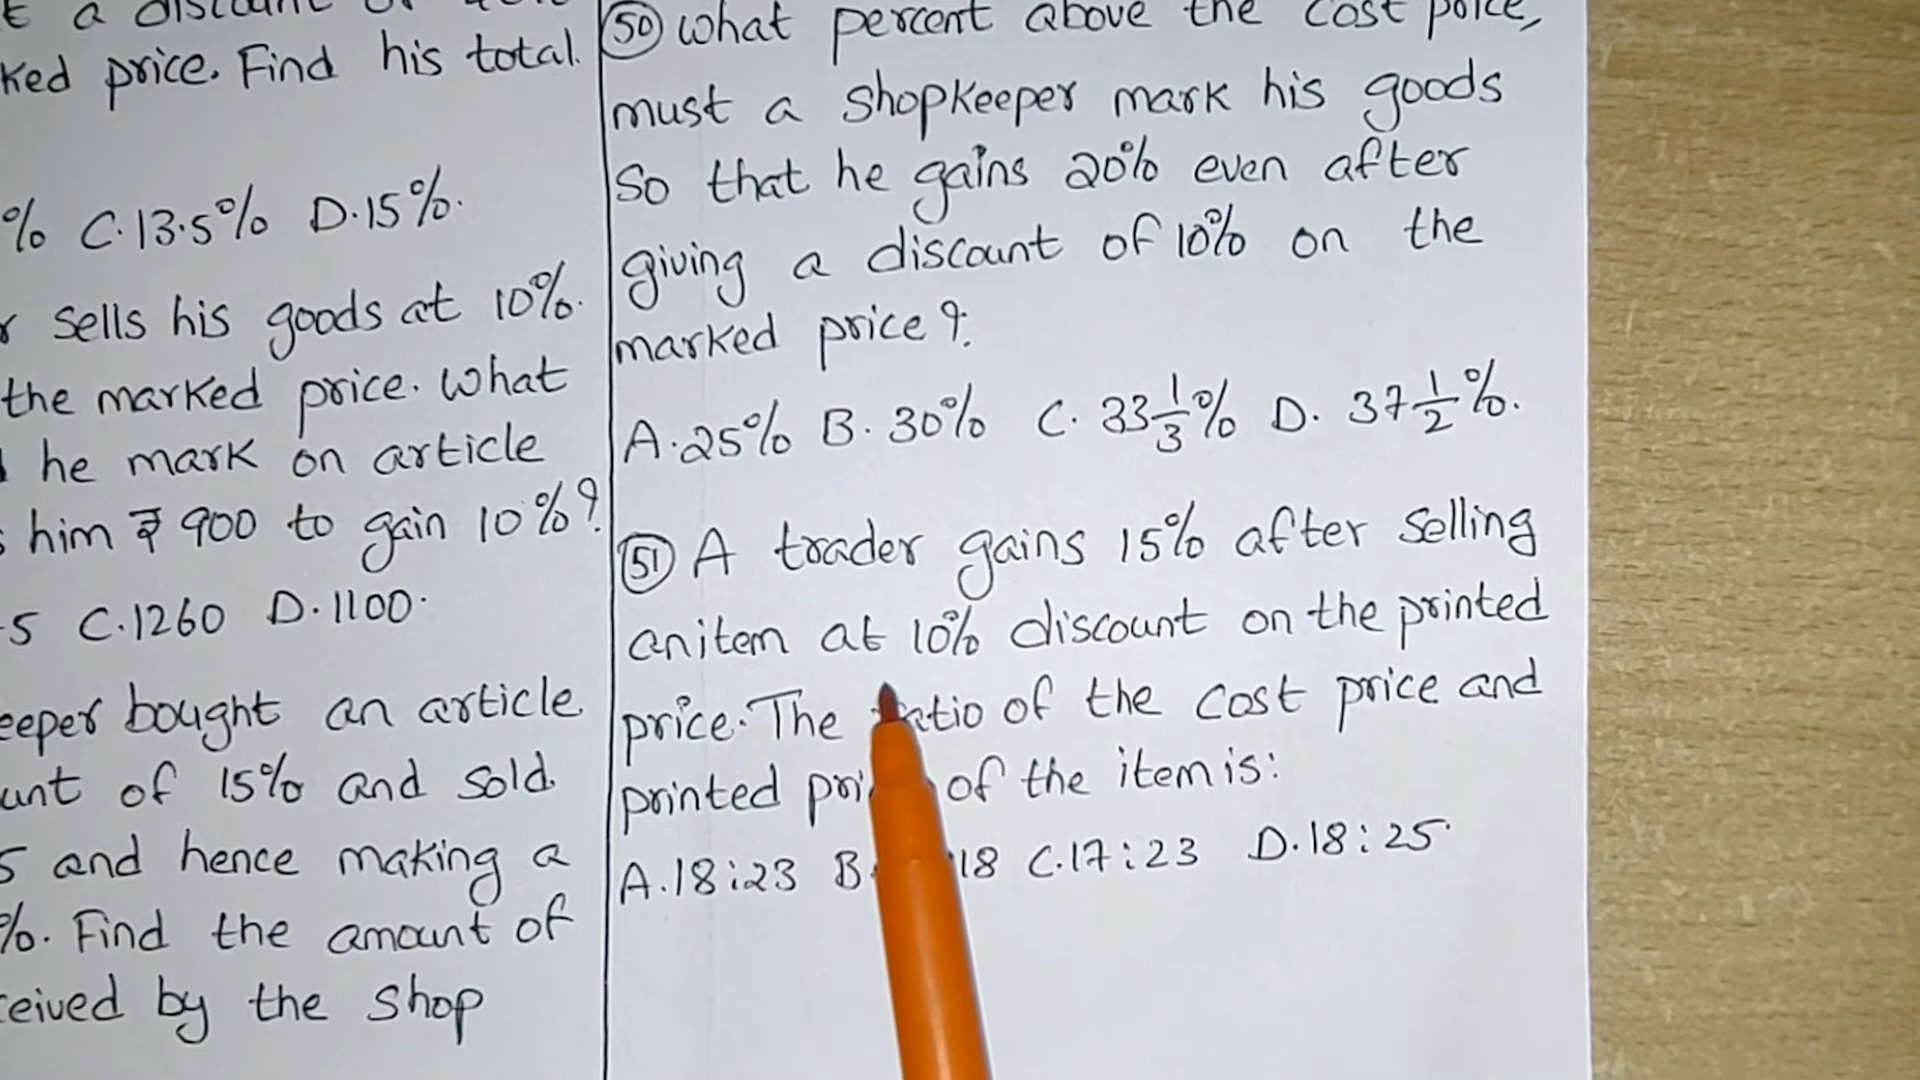 a discount
ked price. Find his total
% C.13.5% D.15%.
sells his goods at 10%.
the marked price. What
he mark on article
him ₹ 900 to gain 10%?
5 C.1260 D.1100.
eeper bought an article
unt of 15% and sold
5 and hence making a
%. Find the amount of
ceived by the shop
50 What percent above the cost price,
must a shopkeeper mark his goods
So that he gains 20% even after
giving a discount of 10% on the
marked price?
A.25% B. 30% C. 33 1/3% D. 37 1/2%.
51 A trader gains 15% after selling
an item at 10% discount on the printed
price. The ratio of the cost price and
printed of the item is:
A.18:23 B. 18 C.17:23 D.18:25